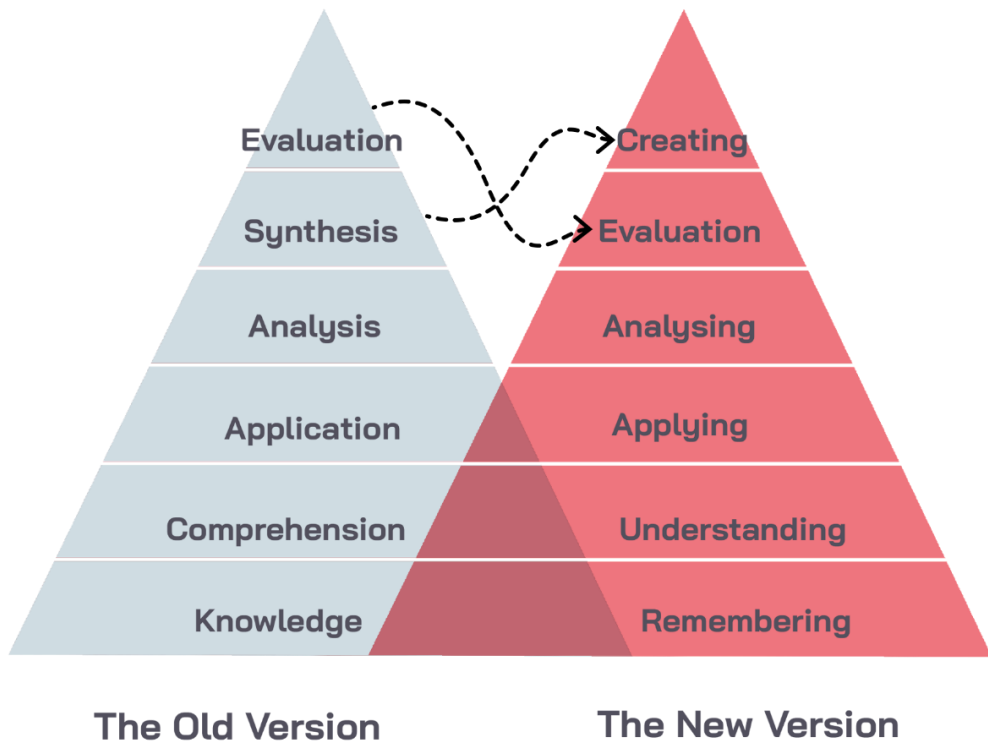 Evaluation
Synthesis
Analysis
Application
Comprehension
Knowledge
The Old Version
Creating
Evaluation
Analysing
Applying
Understanding
Remembering
The New Version